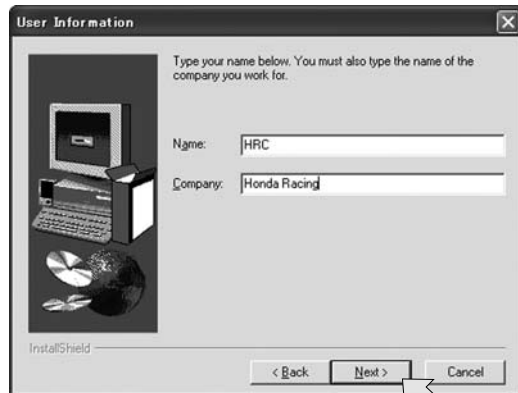 User Information
Type your name below. You must also type the name of the
company you work for.
Name: HRC
Company: Honda Racing
InstallShield
< Back Next > Cancel